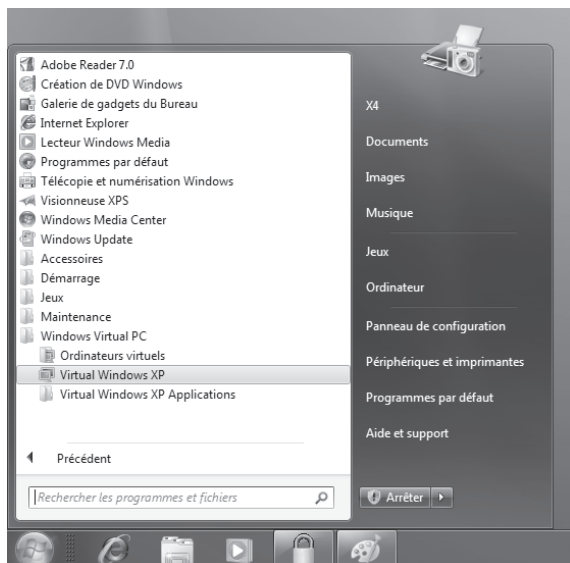 Adobe Reader 7.0
Création de DVD Windows
Galerie de gadgets du Bureau
Internet Explorer
Lecteur Windows Media
Programmes par défaut
Télécopie et numérisation Windows
Visionneuse XPS
Windows Media Center
Windows Update
Accessoires
Démarrage
Jeux
Maintenance
Windows Virtual PC
Ordinateurs virtuels
Virtual Windows XP
Virtual Windows XP Applications
Précédent
Rechercher les programmes et fichiers
X4
Documents
Images
Musique
Jeux
Ordinateur
Panneau de configuration
Périphériques et imprimantes
Programmes par défaut
Aide et support
Arrêter